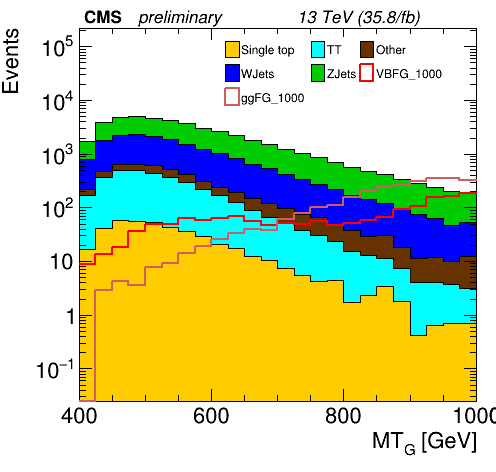 CMS preliminary 13 TeV (35.8/fb)
Events
Single top TT Other
WJets ZJets VBFG_1000
ggFG_1000
10^5
10^4
10^3
10^2
10
1
10^-1
400 600 800 1000
MT_G [GeV]